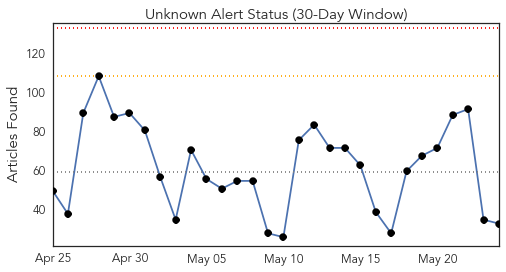 Unknown Alert Status (30-Day Window)
Articles Found
120
100
80
60
40
Apr 25 Apr 30 May 05 May 10 May 15 May 20